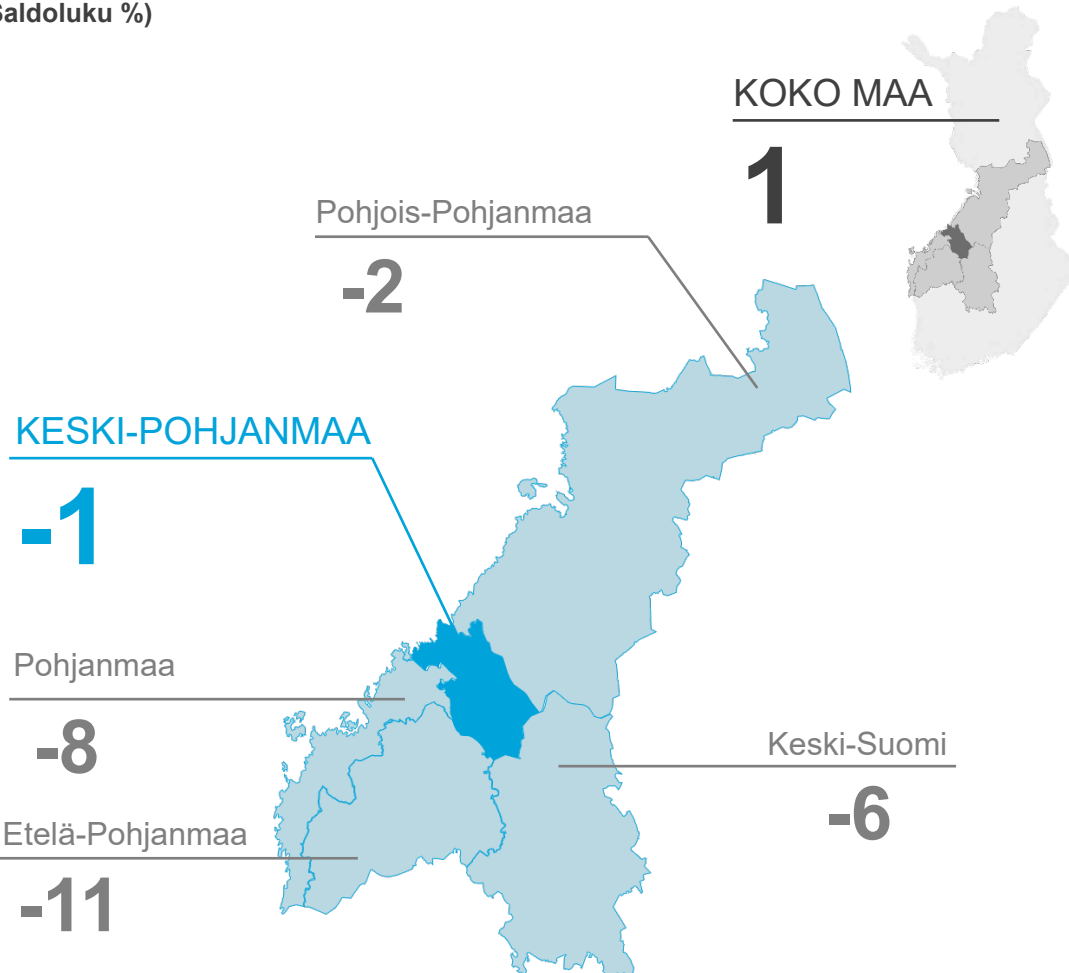 Saldoluku %)
KOKO MAA
1
Pohjois-Pohjanmaa
-2
KESKI-POHJANMAA
-1
Pohjanmaa
-8
Keski-Suomi
-6
Etelä-Pohjanmaa
-11